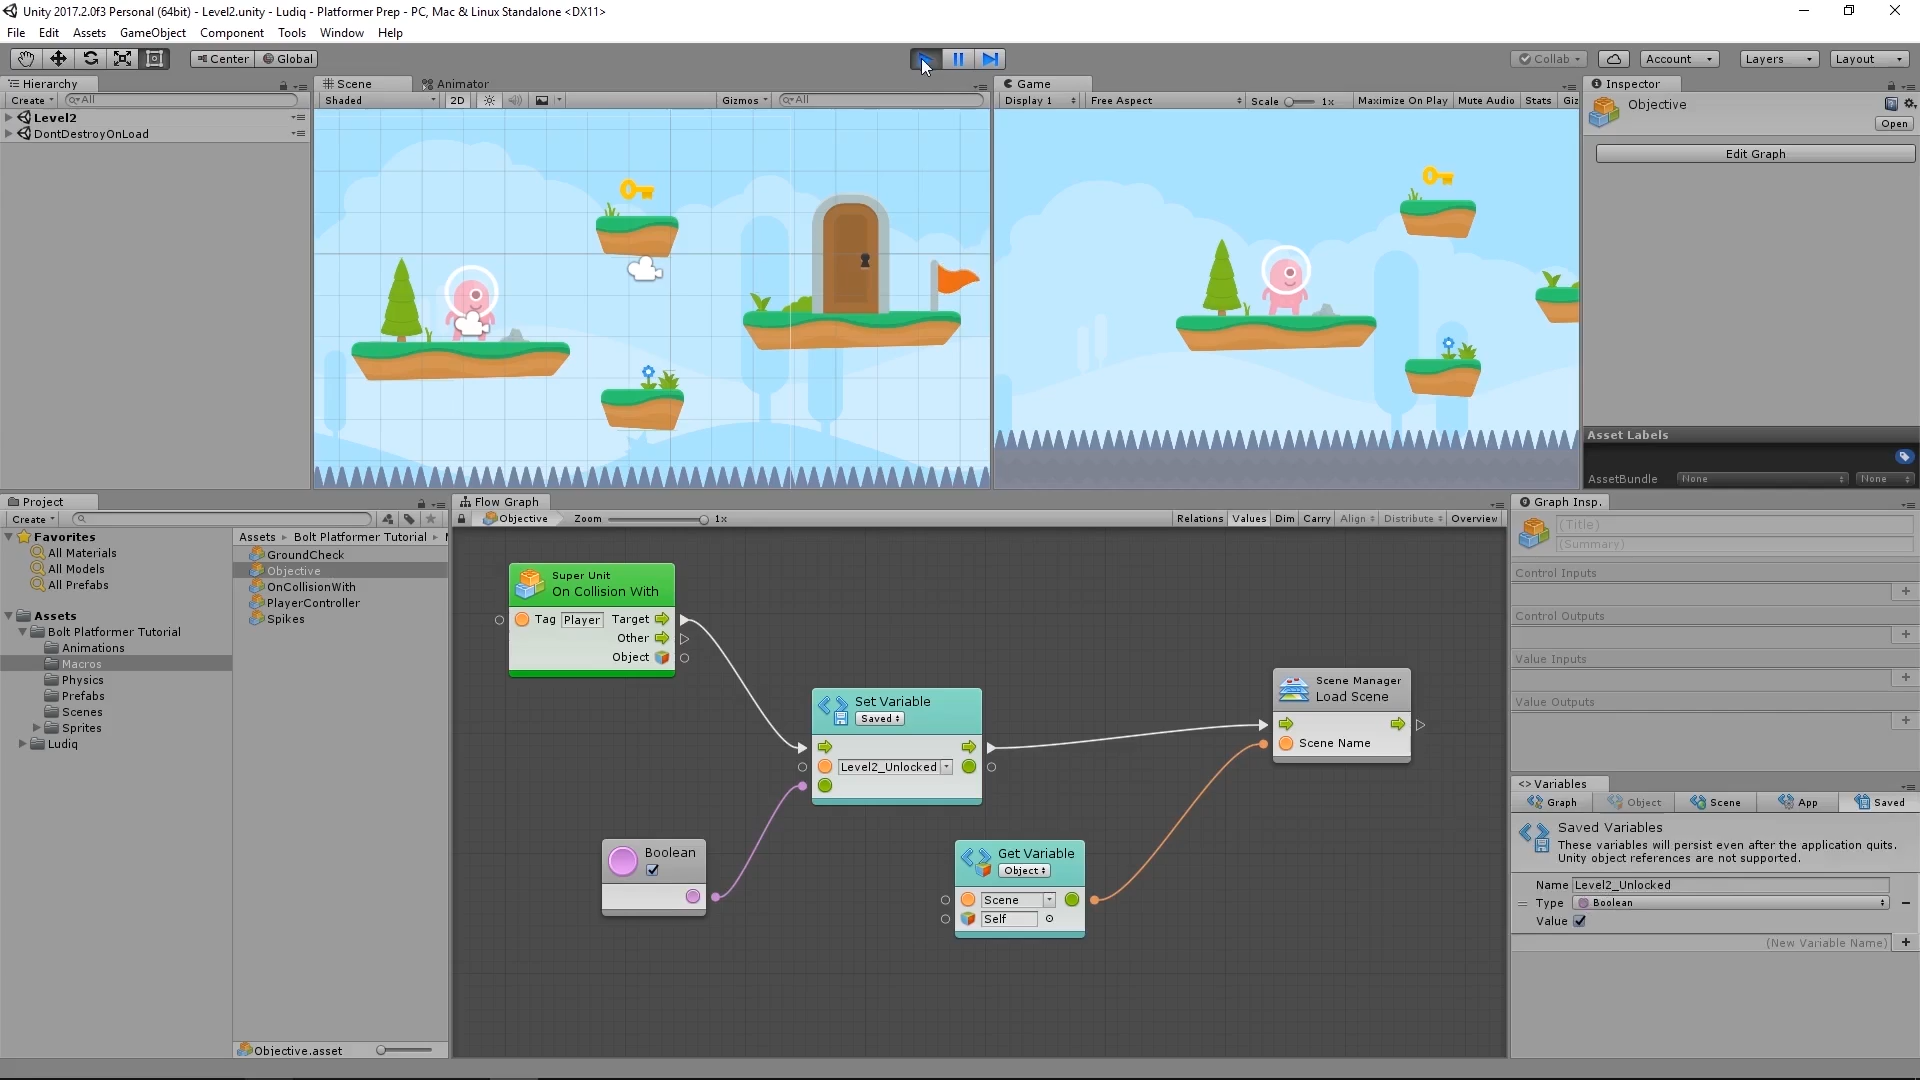 Unity 2017.2.0f3 Personal (64bit) - Level2.unity - Ludiq - Platformer Prep - PC, Mac & Linux Standalone <DX11>
File Edit Assets GameObject Component Tools Window Help
Center Global Collab Account Layers Layout
Hierarchy
Create All
Level2
DontDestroyOnLoad
Scene Animator
Shaded 2D Gizmos All
Game
Display 1 Free Aspect Scale 1x Maximize On Play Mute Audio Stats Giz
Inspector
Objective
Open
Edit Graph
Asset Labels
AssetBundle None None
Project
Create
Favorites
All Materials
All Models
All Prefabs
Assets
Bolt Platformer Tutorial
Animations
Macros
Physics
Prefabs
Scenes
Sprites
Ludiq
Assets Bolt Platformer Tutorial
GroundCheck
Objective
OnCollisionWith
PlayerController
Spikes
Objective.asset
Flow Graph
Objective Zoom 1x Relations Values Dim Carry Align Distribute Overview
Super Unit
On Collision With
Tag Player Target
Other
Object
Set Variable
Saved
Level2_Unlocked
Boolean
Get Variable
Object
Scene
Self
Scene Manager
Load Scene
Scene Name
Graph Insp.
(Title)
(Summary)
Control Inputs
Control Outputs
Value Inputs
Value Outputs
<> Variables
Graph Object Scene App Saved
Saved Variables
These variables will persist even after the application quits.
Unity object references are not supported.
Name Level2_Unlocked
Type Boolean
Value
(New Variable Name)